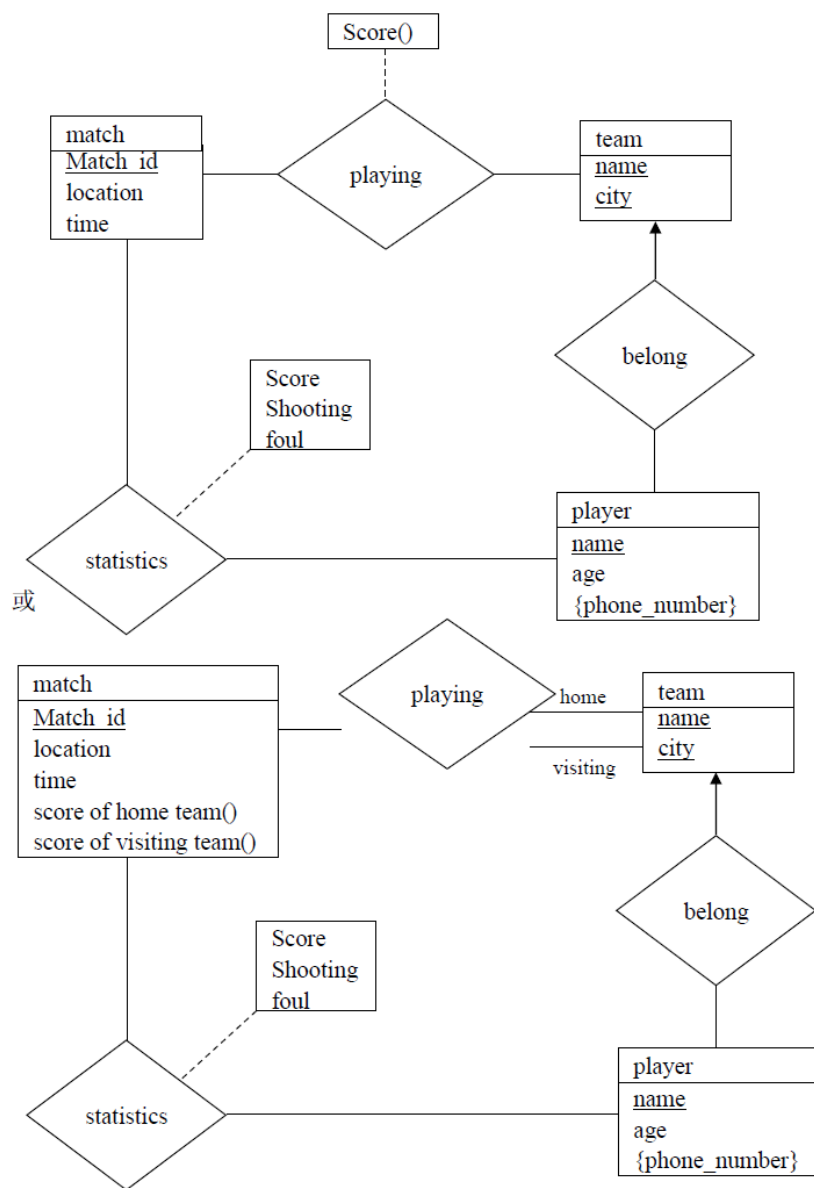 Score()
match
Match_id
location
time
playing
team
name
city
belong
Score
Shooting
foul
statistics
player
name
age
{phone_number}
或
match
Match_id
location
time
score of home team()
score of visiting team()
playing
home
visiting
team
name
city
belong
Score
Shooting
foul
statistics
player
name
age
{phone_number}